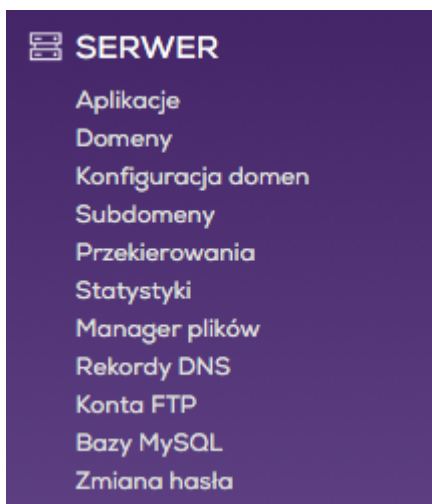 SERWER
Aplikacje
Domeny
Konfiguracja domen
Subdomeny
Przekierowania
Statystyki
Manager plików
Rekordy DNS
Konta FTP
Bazy MySQL
Zmiana hasła